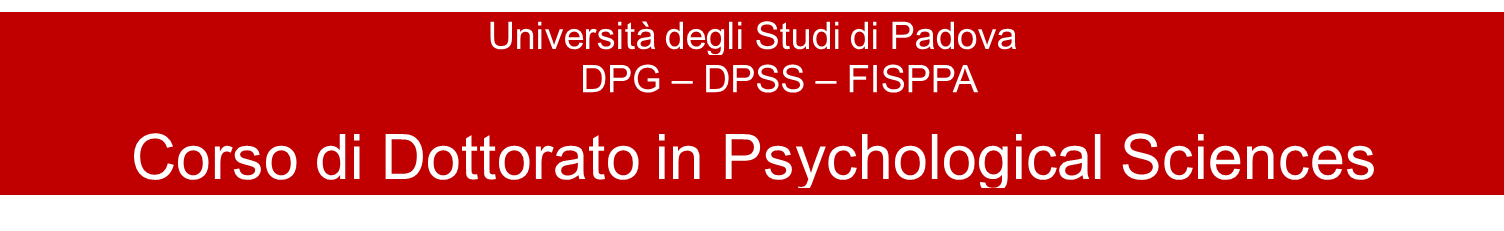 Università degli Studi di Padova
DPG – DPSS – FISPPA
Corso di Dottorato in Psychological Sciences